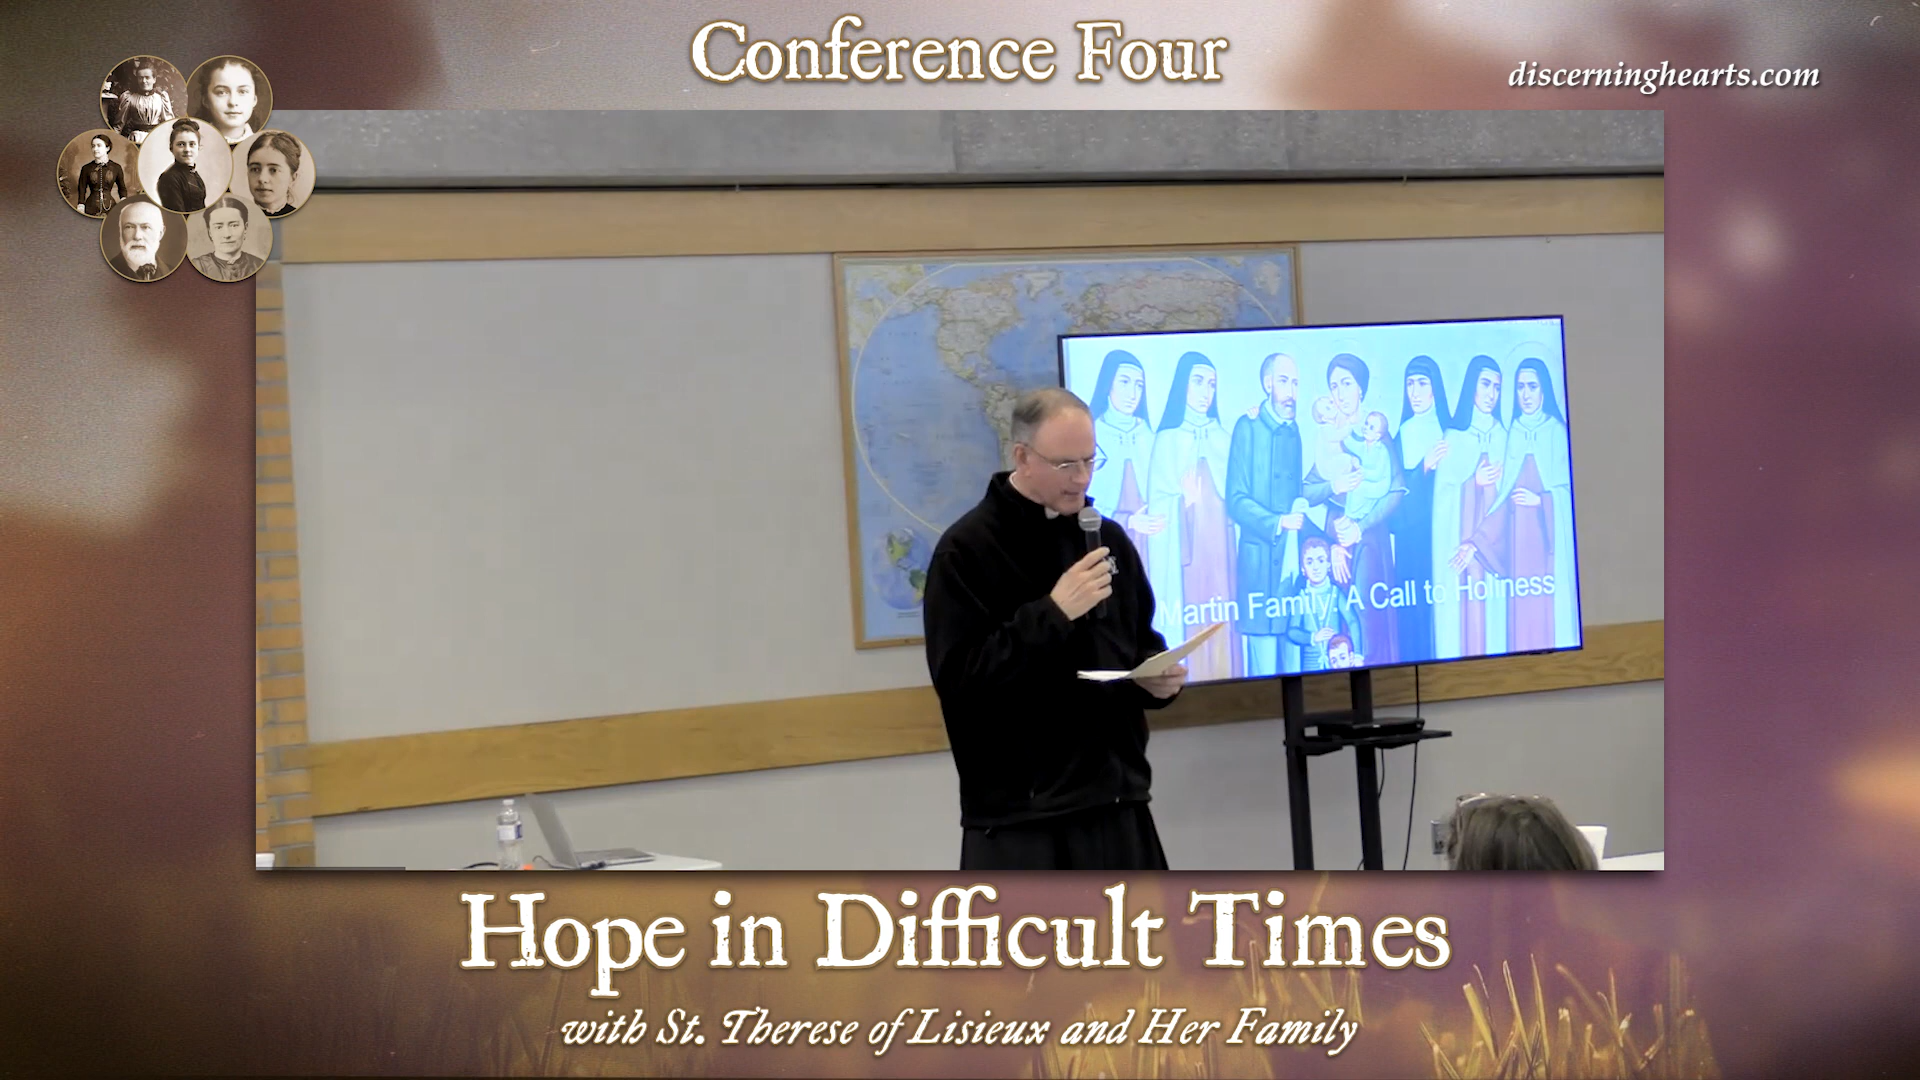 Conference Four
discerninghearts.com
Martin Family: A Call to Holiness
Hope in Difficult Times
with St. Therese of Lisieux and Her Family